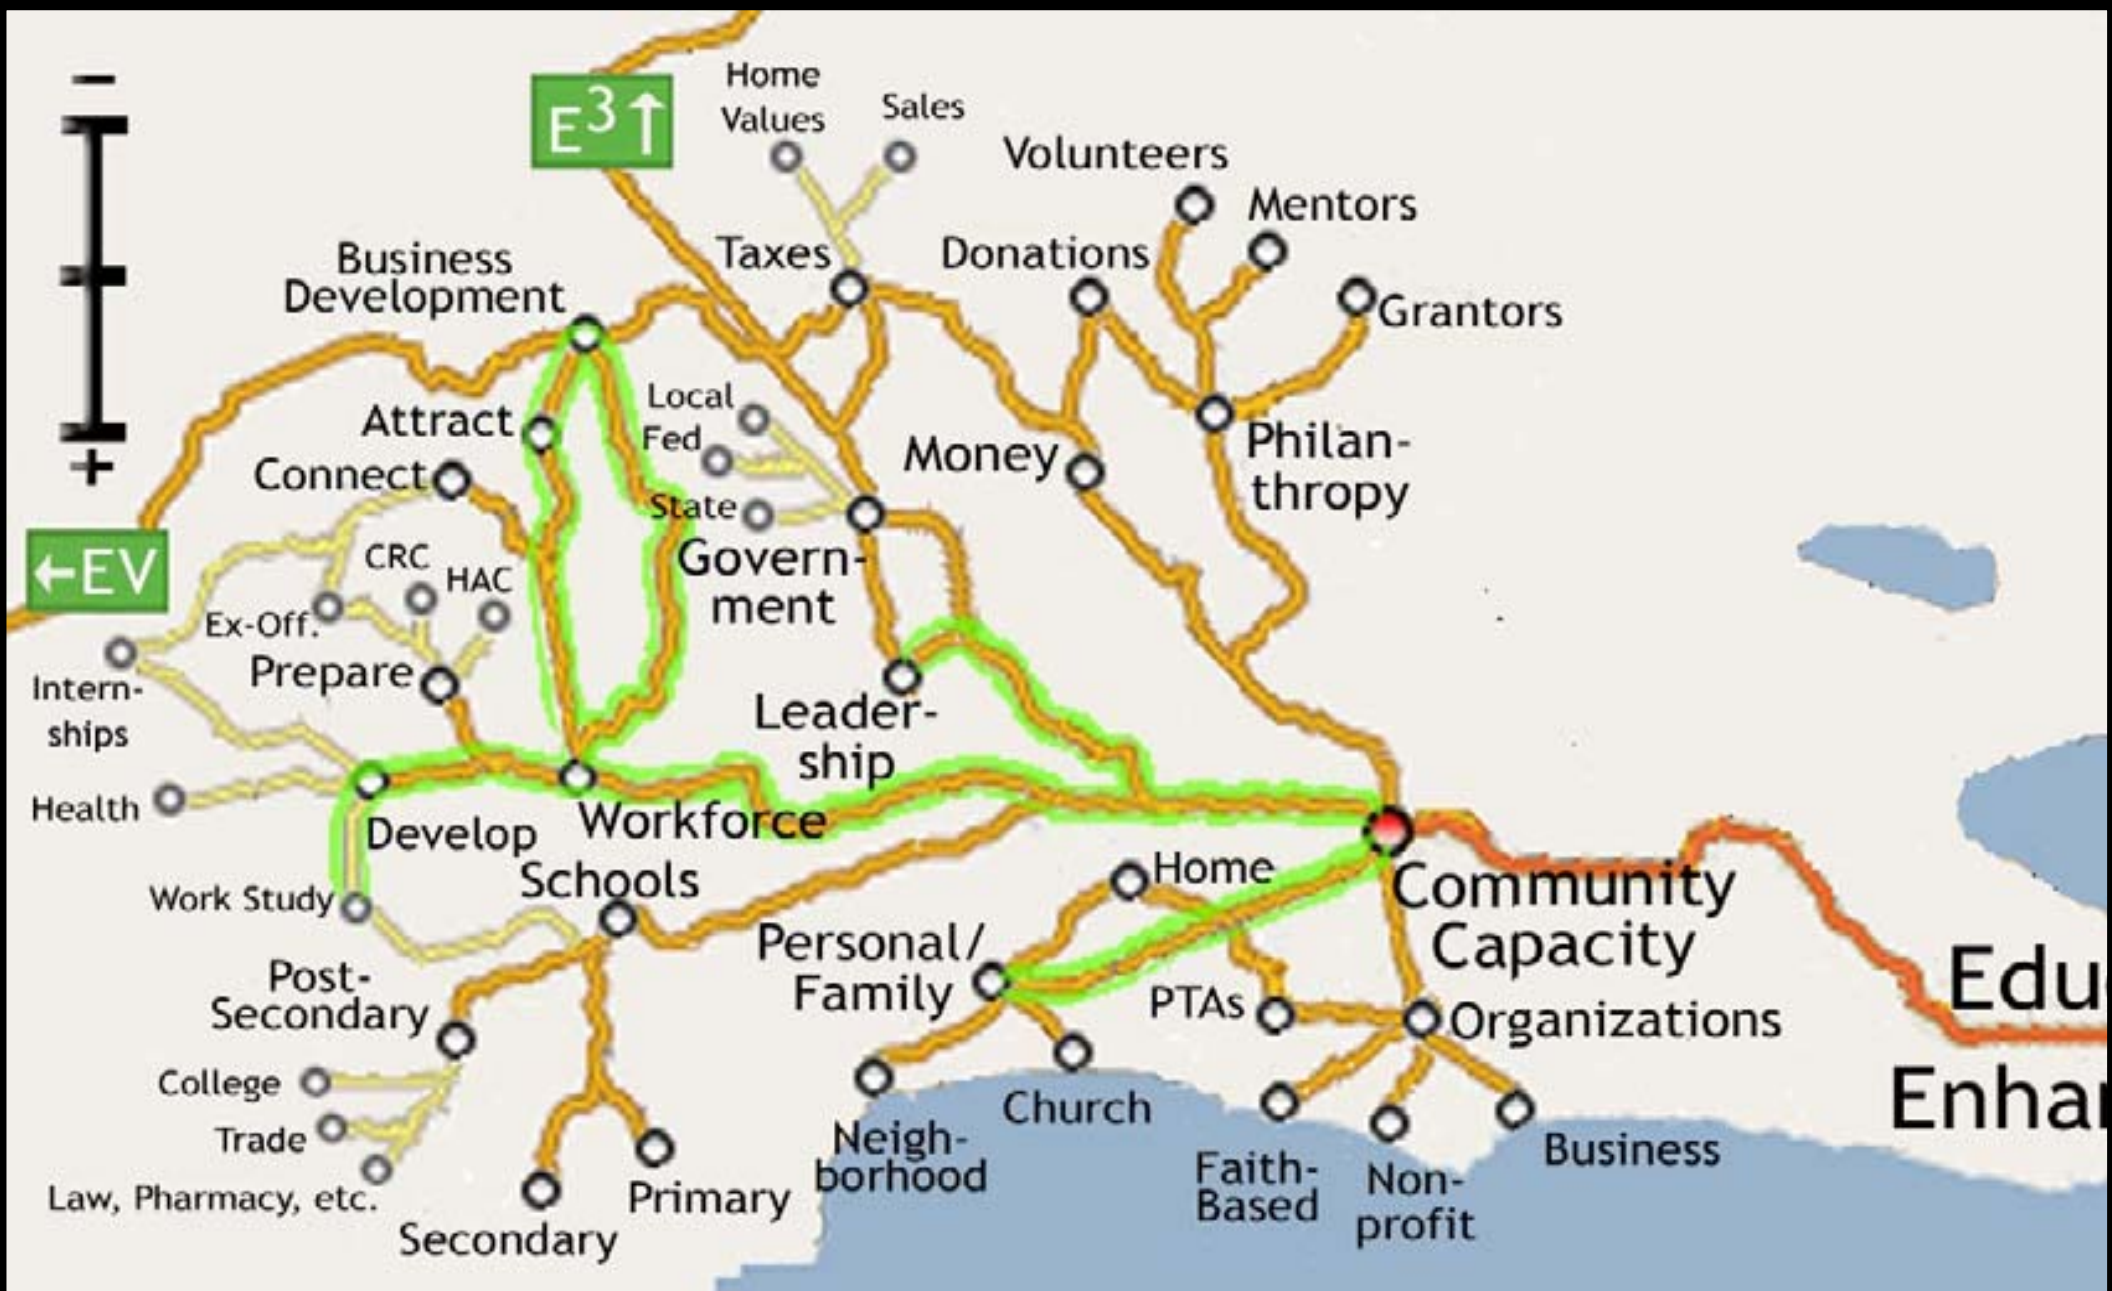 −
E³↑
Home
Values
Sales
Volunteers
Mentors
Business
Development
Taxes
Donations
Grantors
Attract
Local
Fed
Connect
Money
Philan-
thropy
+
State
←EV
CRC
HAC
Govern-
ment
Ex-Off.
Prepare
Intern-
ships
Leader-
ship
Health
Develop
Workforce
Home
Community
Capacity
Work Study
Schools
Personal/
Family
Post-
Secondary
PTAs
Organizations
Edu
Enha
College
Trade
Law, Pharmacy, etc.
Church
Neigh-
borhood
Faith-
Based
Non-
profit
Business
Primary
Secondary